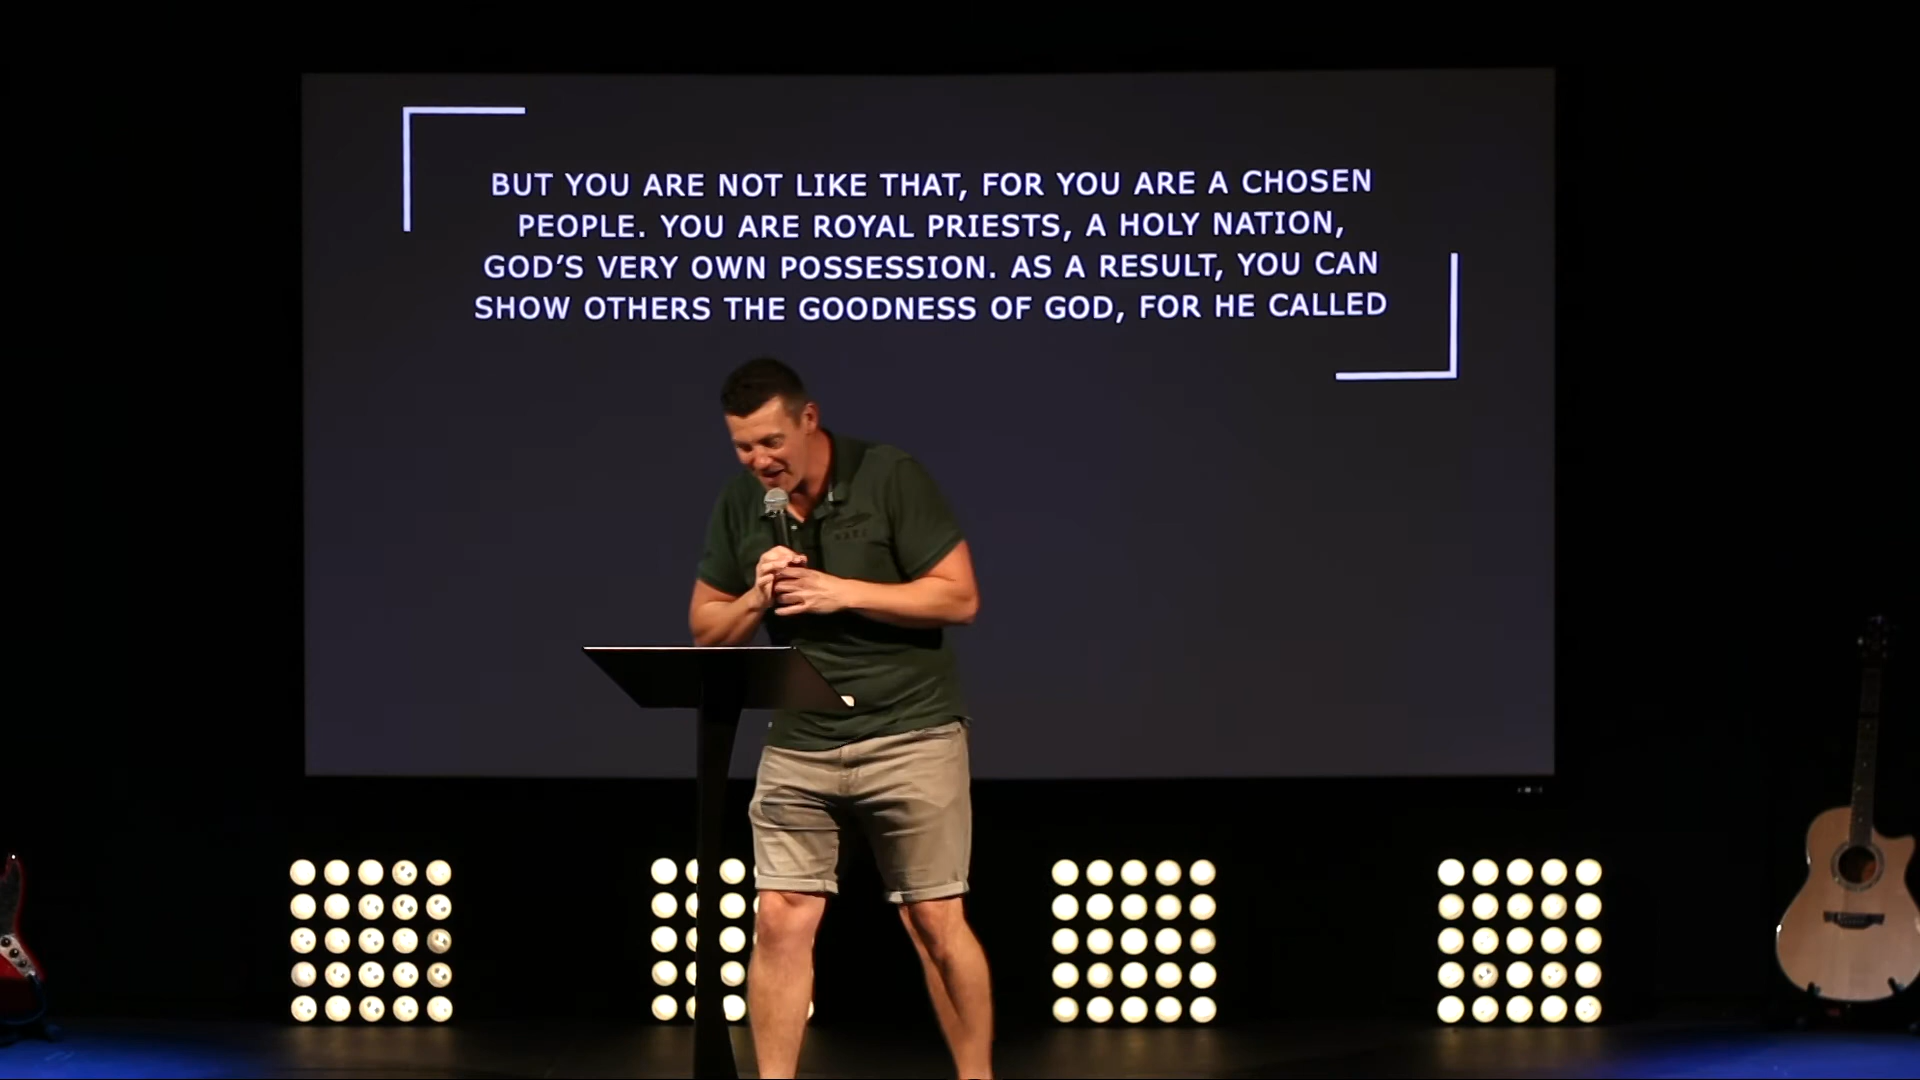 BUT YOU ARE NOT LIKE THAT, FOR YOU ARE A CHOSEN
PEOPLE. YOU ARE ROYAL PRIESTS, A HOLY NATION,
GOD’S VERY OWN POSSESSION. AS A RESULT, YOU CAN
SHOW OTHERS THE GOODNESS OF GOD, FOR HE CALLED